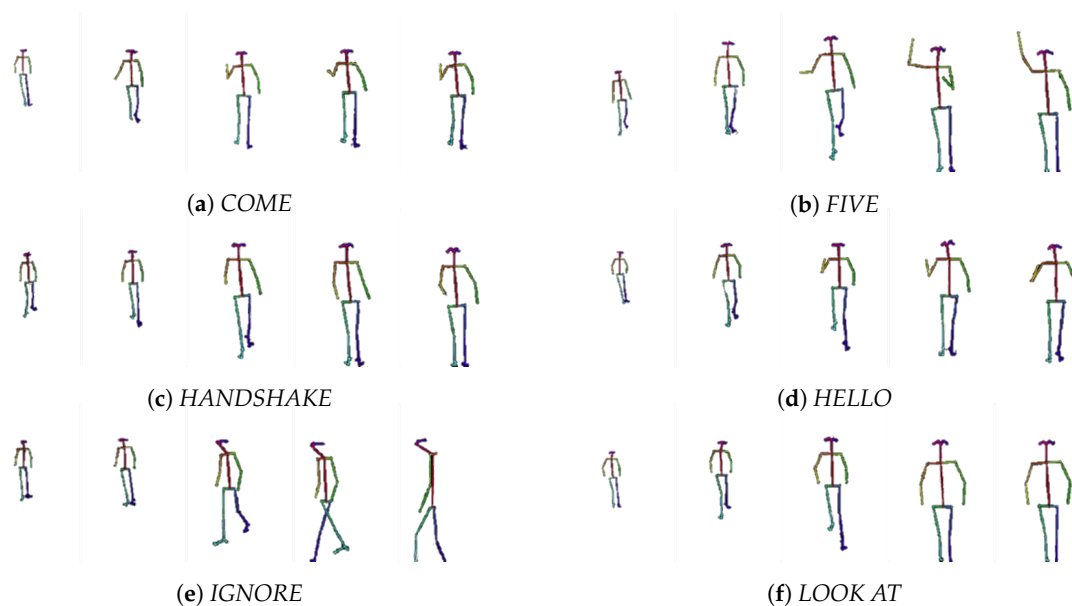 (a) COME
(b) FIVE
(c) HANDSHAKE
(d) HELLO
(e) IGNORE
(f) LOOK AT